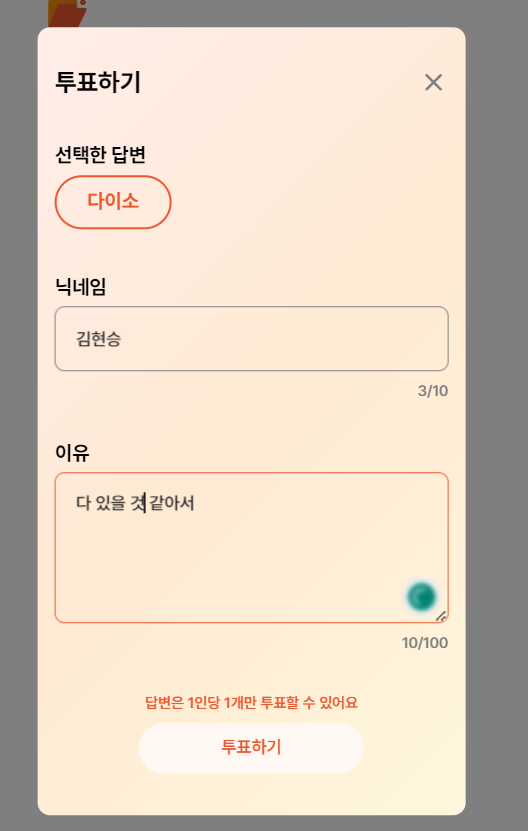 투표하기
선택한 답변
다이소
닉네임
김현승
3/10
이유
다 있을 것 같아서
10/100
답변은 1인당 1개만 투표할 수 있어요
투표하기